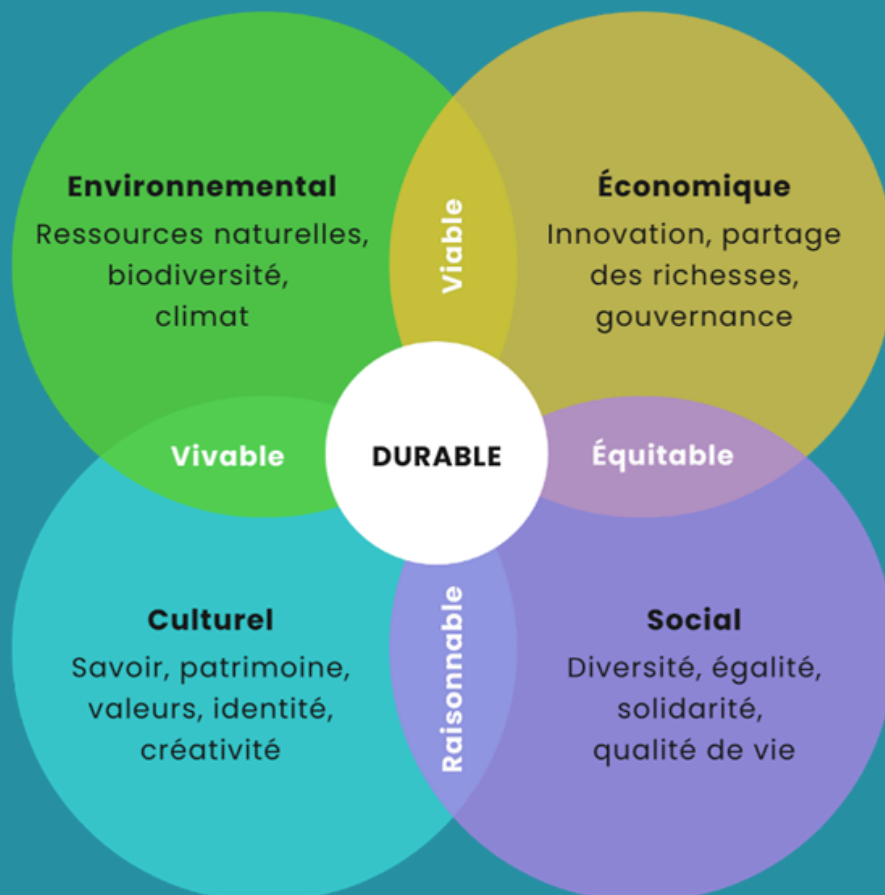 Environnemental
Ressources naturelles,
biodiversité,
climat
Viable
Économique
Innovation, partage
des richesses,
gouvernance
Vivable
DURABLE
Équitable
Culturel
Savoir, patrimoine,
valeurs, identité,
créativité
Raisonnable
Social
Diversité, égalité,
solidarité,
qualité de vie